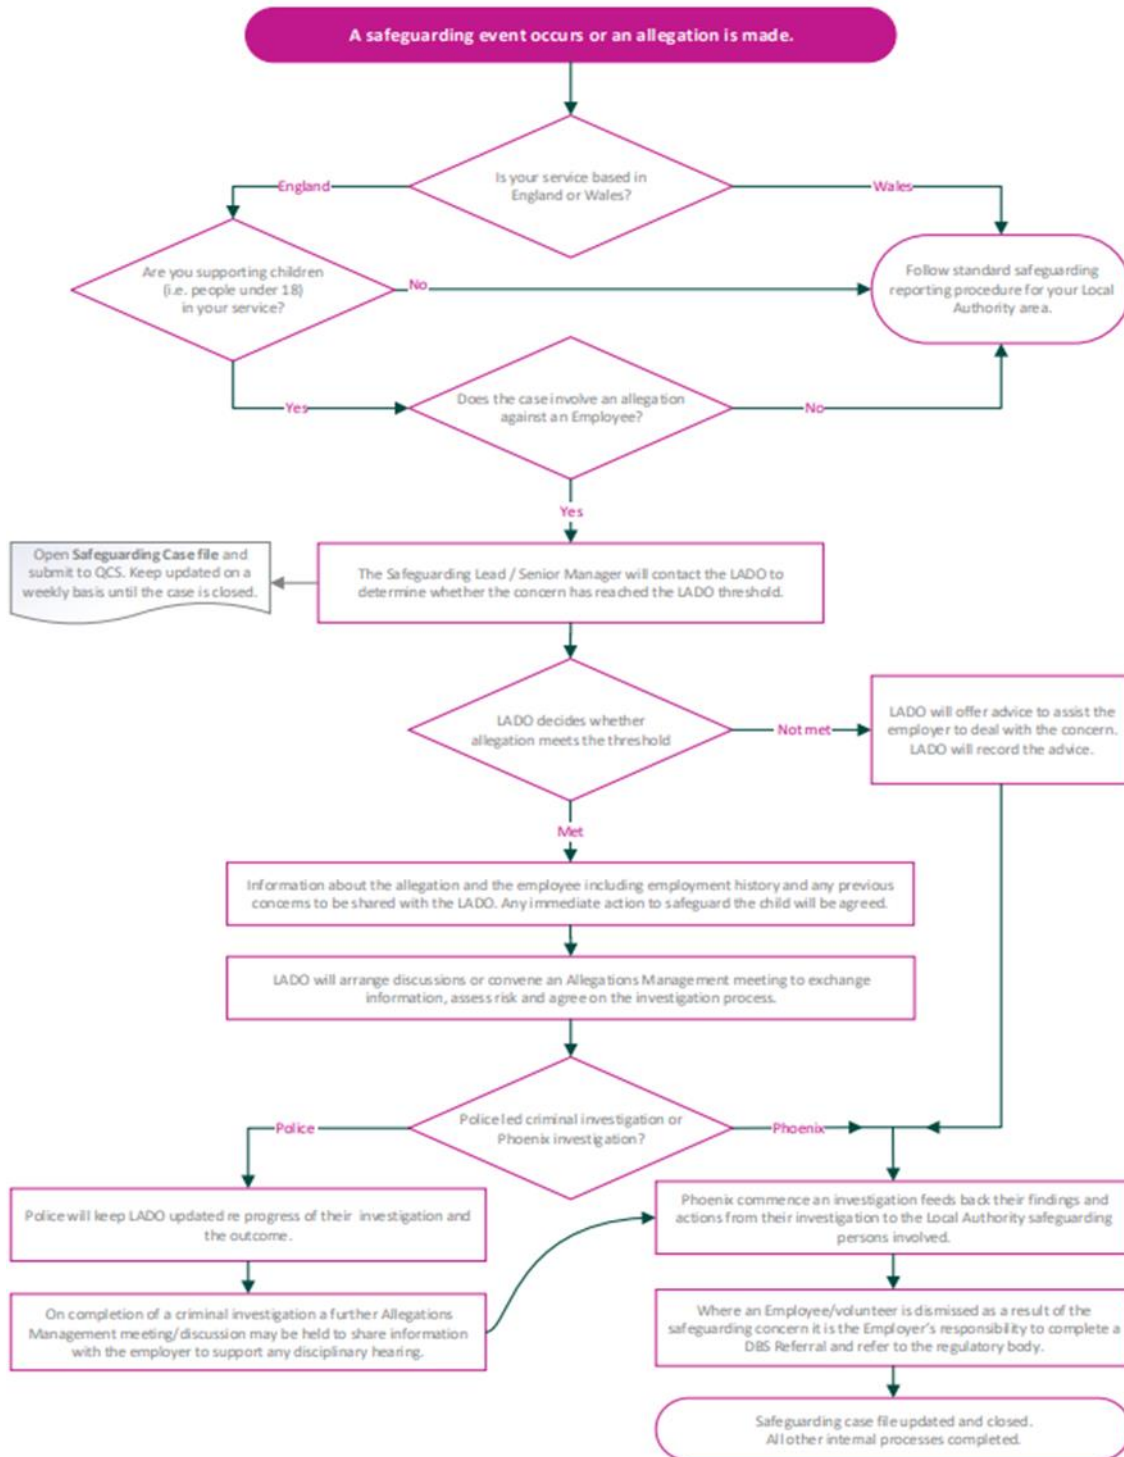 A safeguarding event occurs or an allegation is made.
Is your service based in
England or Wales?
England
Wales
Are you supporting children
(i.e. people under 18)
in your service?
No
Follow standard safeguarding
reporting procedure for your Local
Authority area.
Does the case involve an allegation
against an Employee?
Yes
No
Yes
Open Safeguarding Case file and
submit to QCS. Keep updated on a
weekly basis until the case is closed.
The Safeguarding Lead / Senior Manager will contact the LADO to
determine whether the concern has reached the LADO threshold.
LADO decides whether
allegation meets the threshold
Not met
LADO will offer advice to assist the
employer to deal with the concern.
LADO will record the advice.
Met
Information about the allegation and the employee including employment history and any previous
concerns to be shared with the LADO. Any immediate action to safeguard the child will be agreed.
LADO will arrange discussions or convene an Allegations Management meeting to exchange
information, assess risk and agree on the investigation process.
Police led criminal investigation or
Phoenix investigation?
Police
Phoenix
Police will keep LADO updated re progress of their investigation and
the outcome.
Phoenix commence an investigation feeds back their findings and
actions from their investigation to the Local Authority safeguarding
persons involved.
On completion of a criminal investigation a further Allegations
Management meeting/discussion may be held to share information
with the employer to support any disciplinary hearing.
Where an Employee/volunteer is dismissed as a result of the
safeguarding concern it is the Employer's responsibility to complete a
DBS Referral and refer to the regulatory body.
Safeguarding case file updated and closed.
All other internal processes completed.